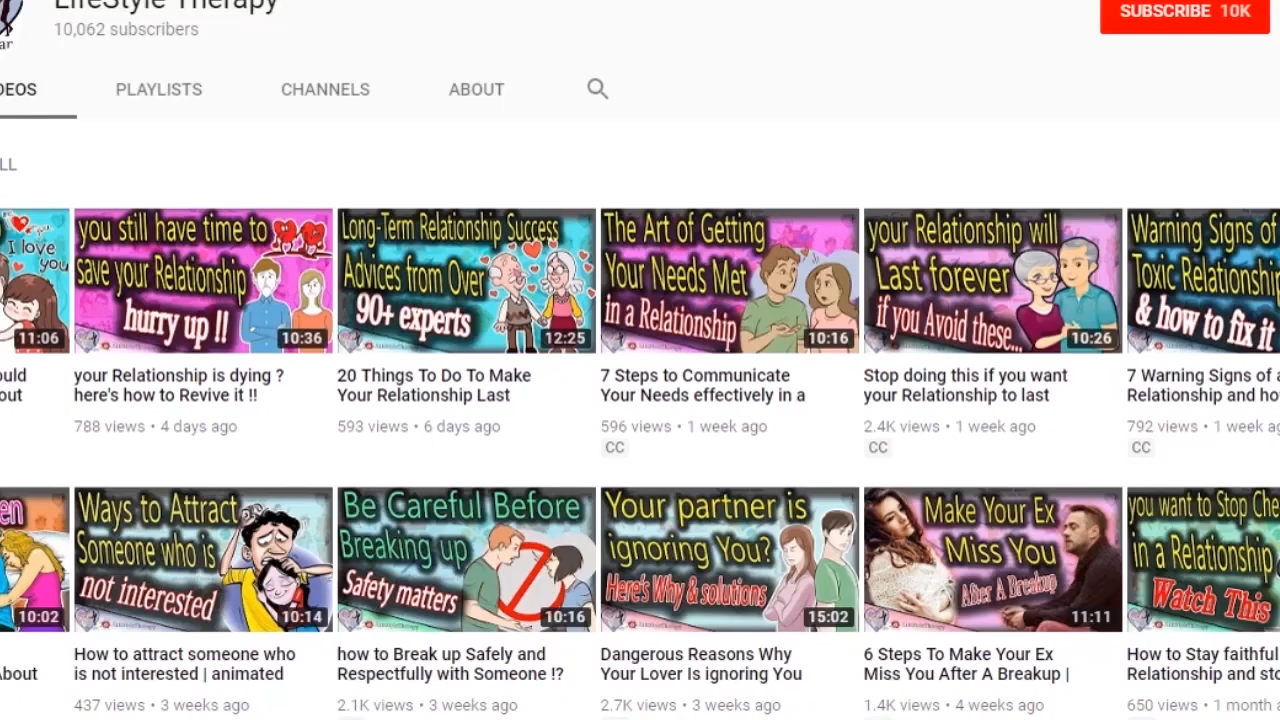 LifeStyle Therapy
10,062 subscribers
SUBSCRIBE 10K
ar
DEOS PLAYLISTS CHANNELS ABOUT
LL
I love
you
11:06
you still have time to
save your Relationship
hurry up !!
10:36
Long-Term Relationship Success
Advices from Over
90+ experts
12:25
The Art of Getting
Your Needs Met
in a Relationship
10:16
your Relationship will
Last forever
if you Avoid these...
10:26
Warning Signs of
Toxic Relationship
& how to fix it
ould
out
your Relationship is dying ?
here's how to Revive it !!
788 views • 4 days ago
20 Things To Do To Make
Your Relationship Last
593 views • 6 days ago
7 Steps to Communicate
Your Needs effectively in a
596 views • 1 week ago
CC
Stop doing this if you want
your Relationship to last
2.4K views • 1 week ago
CC
7 Warning Signs of a
Relationship and ho
792 views • 1 week ag
CC
en
10:02
Ways to Attract
Someone who is
not interested
10:14
Be Careful Before
Breaking up
Safety matters
10:16
Your partner is
ignoring You?
Here's Why & solutions
15:02
Make Your Ex
Miss You
After A Breakup
11:11
you want to Stop Che
in a Relationship
Watch This
About
How to attract someone who
is not interested | animated
437 views • 3 weeks ago
how to Break up Safely and
Respectfully with Someone !?
2.1K views • 3 weeks ago
Dangerous Reasons Why
Your Lover Is ignoring You
2.7K views • 3 weeks ago
6 Steps To Make Your Ex
Miss You After A Breakup |
1.4K views • 4 weeks ago
How to Stay faithful
Relationship and sto
650 views • 1 month a